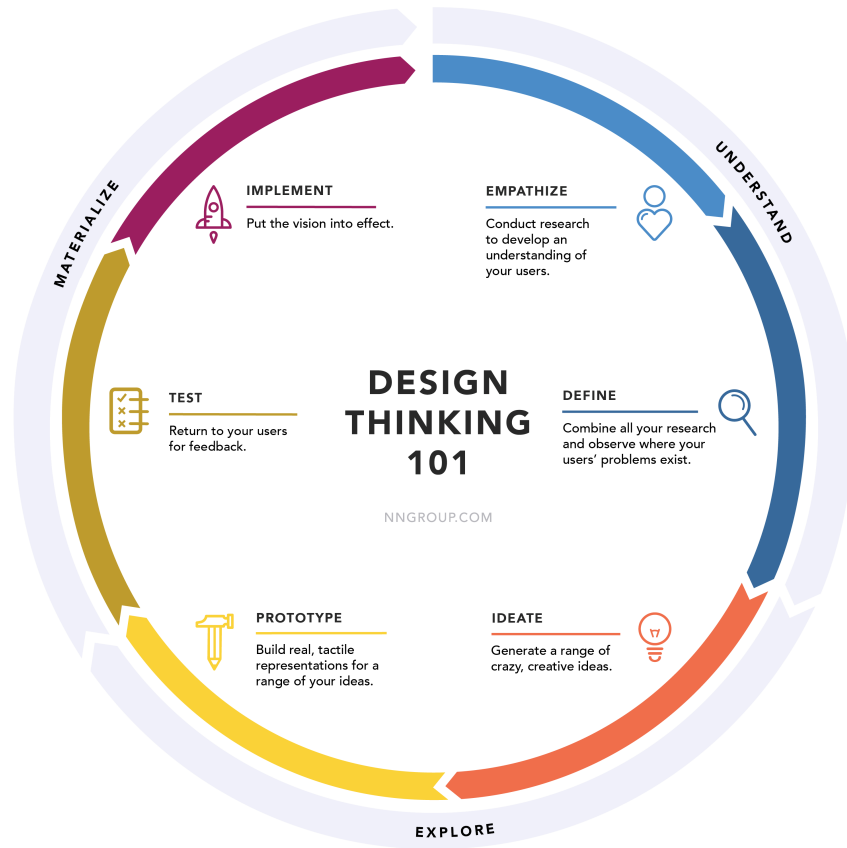 UNDERSTAND
EMPATHIZE
Conduct research
to develop an
understanding of
your users.
DEFINE
Combine all your research
and observe where your
users’ problems exist.
EXPLORE
IDEATE
Generate a range of
crazy, creative ideas.
PROTOTYPE
Build real, tactile
representations for a
range of your ideas.
MATERIALIZE
TEST
Return to your users
for feedback.
IMPLEMENT
Put the vision into effect.
DESIGN
THINKING
101
NNGROUP.COM